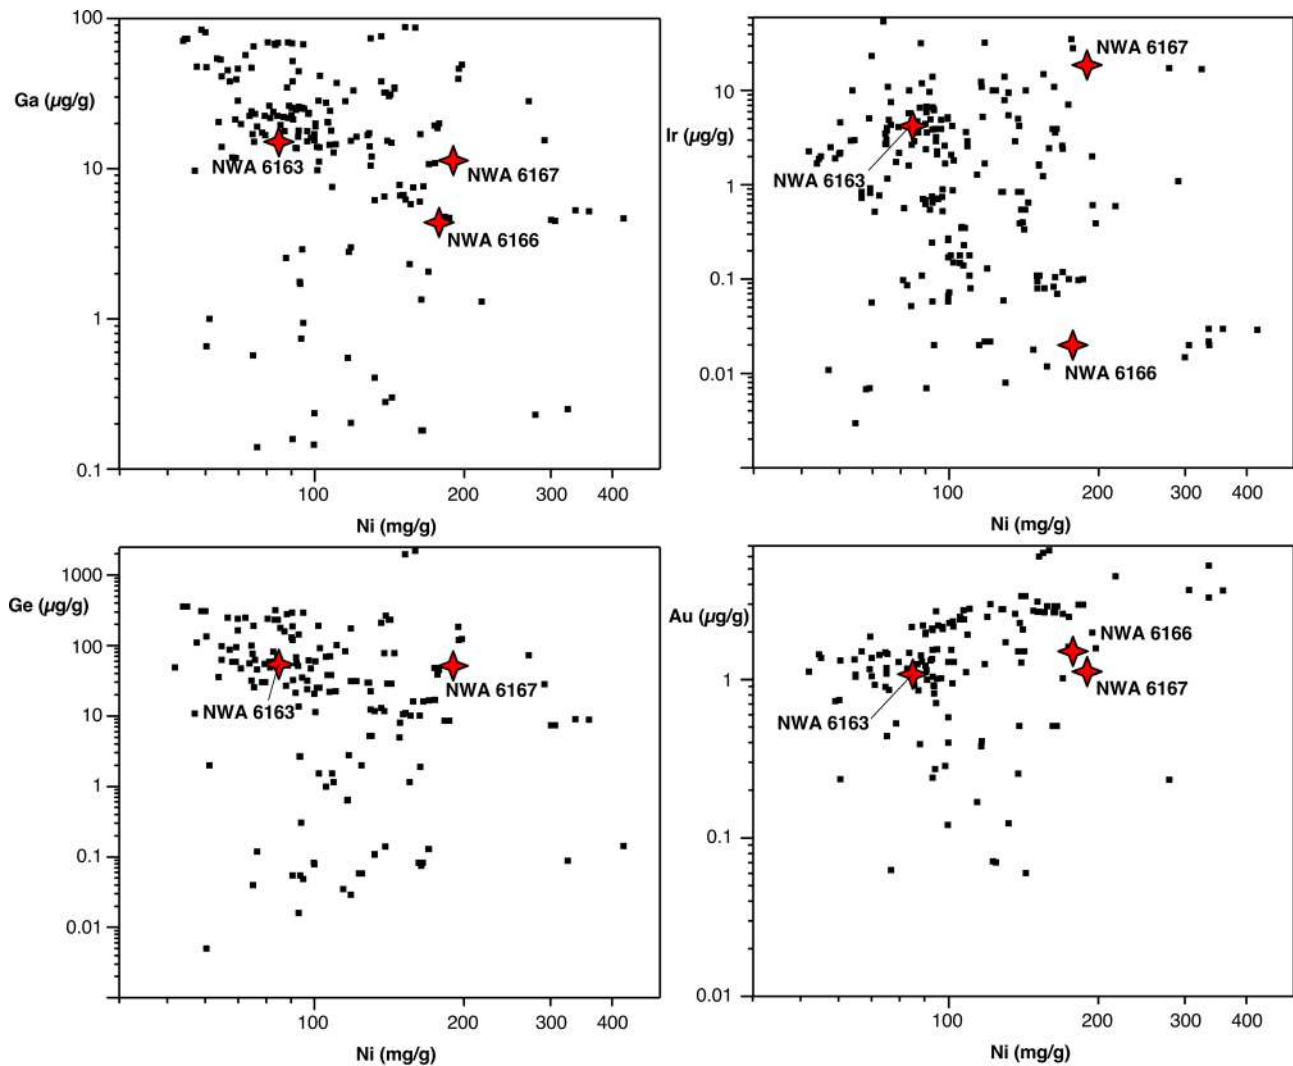 100
Ga (µg/g)
10
1
0.1
NWA 6163
NWA 6167
NWA 6166
100
200
300
400
Ni (mg/g)
10
Ir (µg/g)
1
0.1
0.01
NWA 6167
NWA 6163
NWA 6166
100
200
300
400
Ni (mg/g)
1000
Ge (µg/g)
100
10
1
0.1
0.01
NWA 6163
NWA 6167
100
200
300
400
Ni (mg/g)
Au (µg/g)
1
0.1
0.01
NWA 6166
NWA 6167
NWA 6163
100
200
300
400
Ni (mg/g)